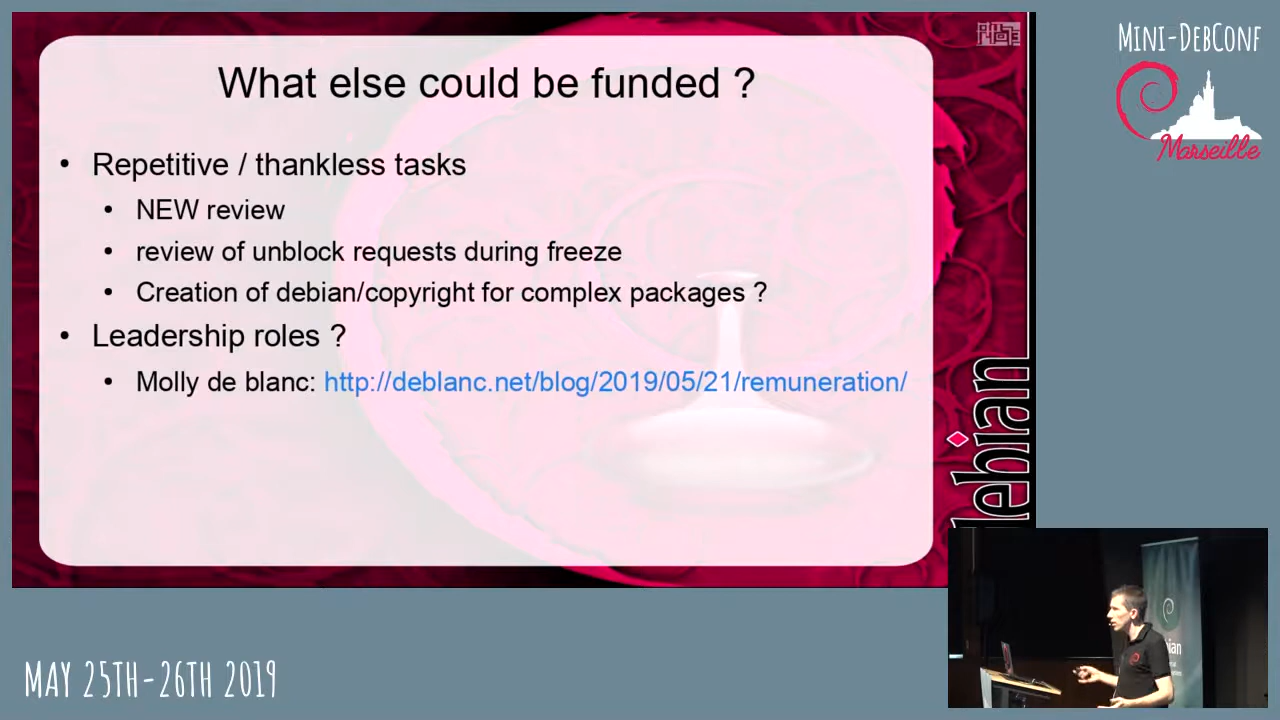 What else could be funded ?
• Repetitive / thankless tasks
• NEW review
• review of unblock requests during freeze
• Creation of debian/copyright for complex packages ?
• Leadership roles ?
• Molly de blanc: http://deblanc.net/blog/2019/05/21/remuneration/
debian
MINI-DEBCONF
Marseille
MAY 25TH-26TH 2019